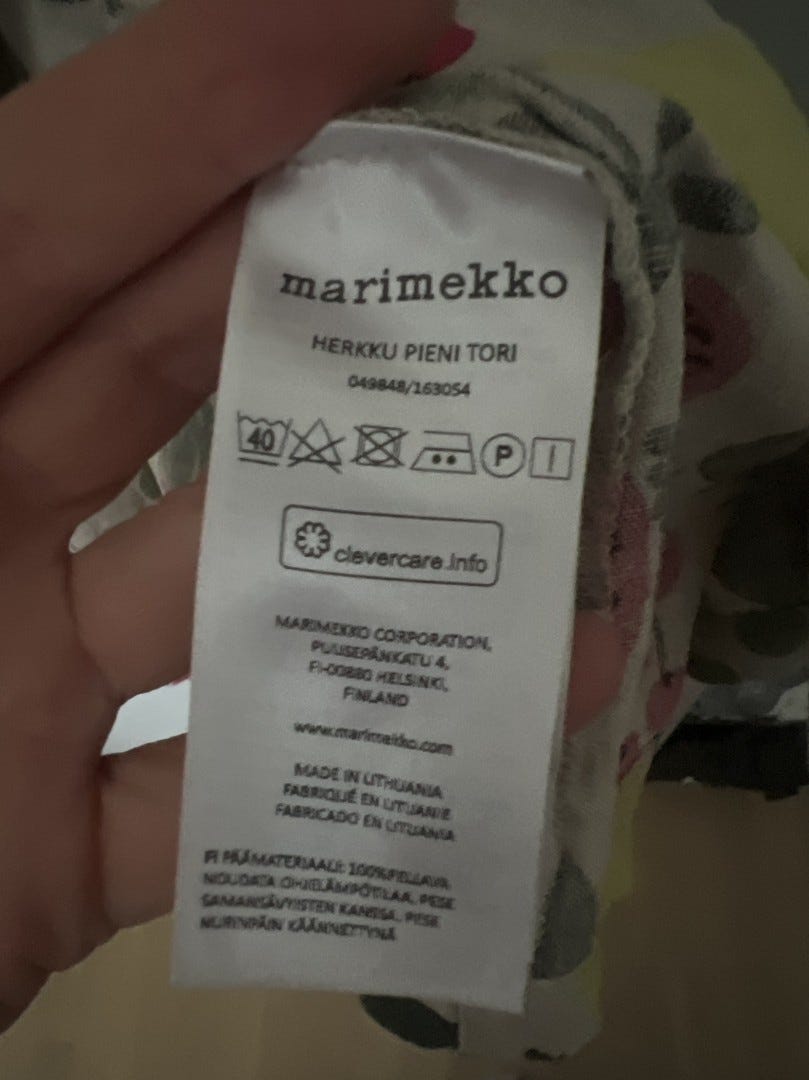 marimekko
HERKKU PIENI TORI
049848/163054
40 P
clevercare.info
MARIMEKKO CORPORATION,
PUUSEPÄNKATU 4,
FI-00880 HELSINKI,
FINLAND
www.marimekko.com
MADE IN LITHUANIA
FABRIQUÉ EN LITUANIE
FABRICADO EN LITUANIA
FI PÄÄMATERIAALI: 100%PELLAVA
NOUDATA OHJELÄMPÖTILAA, PESE
SAMANSÄVYISTEN KANSSA, PESE
NURINPÄIN KÄÄNNETTYNÄ